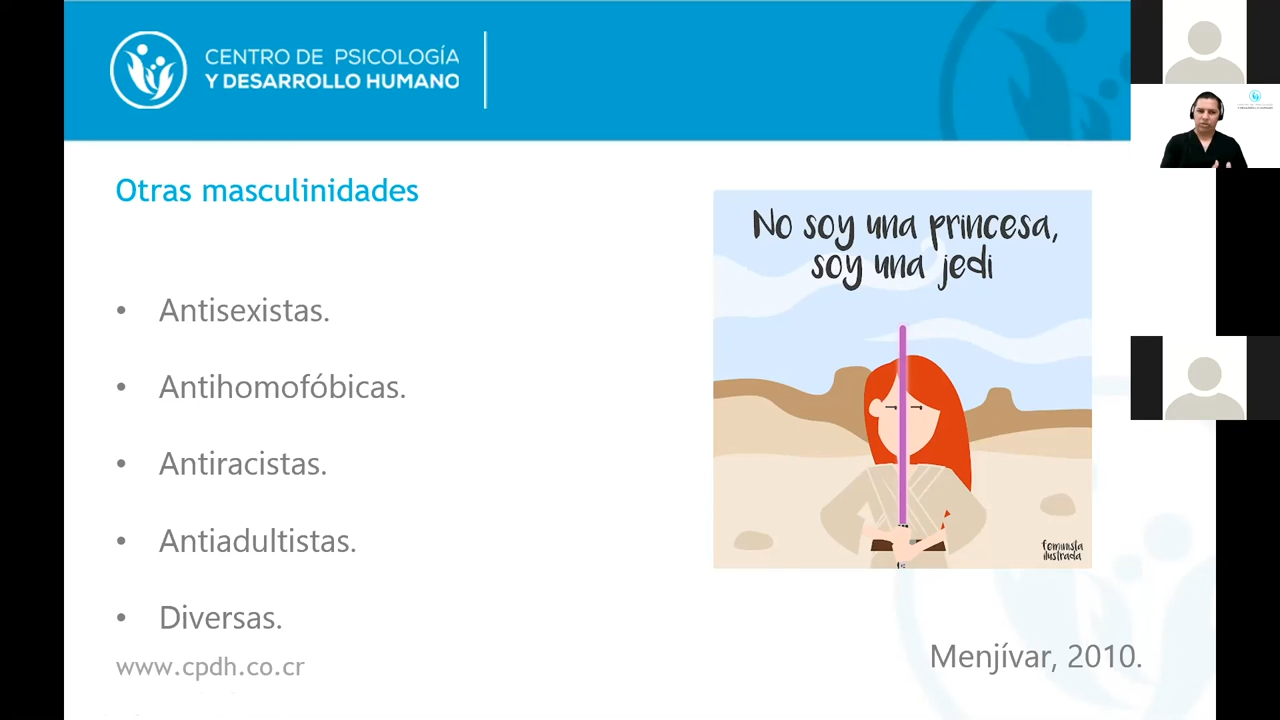 CENTRO DE PSICOLOGÍA
Y DESARROLLO HUMANO
Otras masculinidades
• Antisexistas.
• Antihomofóbicas.
• Antiracistas.
• Antiadultistas.
• Diversas.
www.cpdh.co.cr
No soy una princesa,
soy una jedi
feminista
ilustrada
Menjívar, 2010.